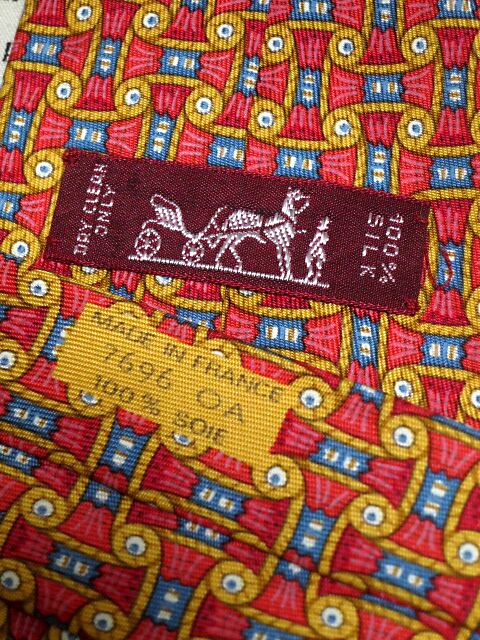 DRY CLEAN
ONLY
100%
SILK
MADE IN FRANCE
7696 OA
100% SOIE